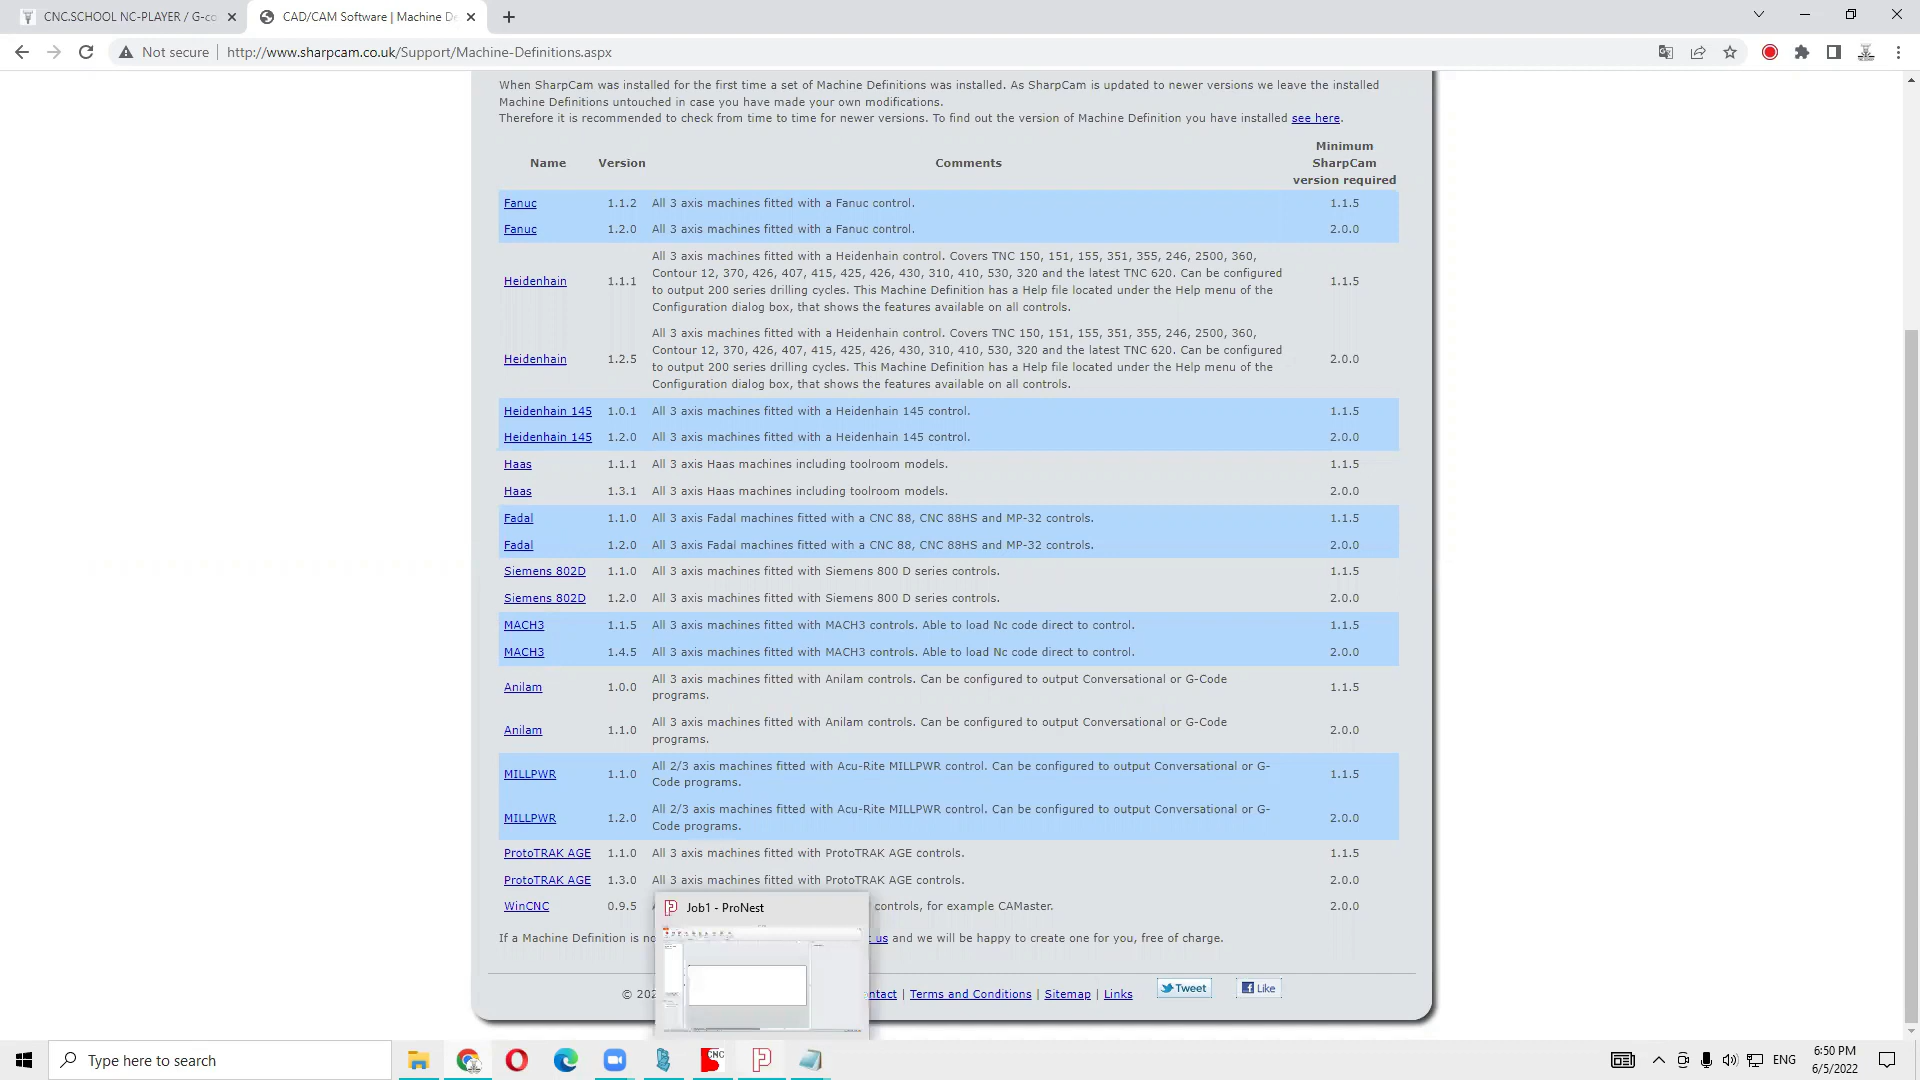 CNC.SCHOOL NC-PLAYER / G-co
CAD/CAM Software | Machine De
Not secure
http://www.sharpcam.co.uk/Support/Machine-Definitions.aspx
When SharpCam was installed for the first time a set of Machine Definitions was installed. As SharpCam is updated to newer versions we leave the installed
Machine Definitions untouched in case you have made your own modifications.
Therefore it is recommended to check from time to time for newer versions. To find out the version of Machine Definition you have installed see here.
Name Version Comments Minimum
SharpCam
version required
Fanuc 1.1.2 All 3 axis machines fitted with a Fanuc control. 1.1.5
Fanuc 1.2.0 All 3 axis machines fitted with a Fanuc control. 2.0.0
Heidenhain 1.1.1 All 3 axis machines fitted with a Heidenhain control. Covers TNC 150, 151, 155, 351, 355, 246, 2500, 360,
Contour 12, 370, 426, 407, 415, 425, 426, 430, 310, 410, 530, 320 and the latest TNC 620. Can be configured
to output 200 series drilling cycles. This Machine Definition has a Help file located under the Help menu of the
Configuration dialog box, that shows the features available on all controls. 1.1.5
Heidenhain 1.2.5 All 3 axis machines fitted with a Heidenhain control. Covers TNC 150, 151, 155, 351, 355, 246, 2500, 360,
Contour 12, 370, 426, 407, 415, 425, 426, 430, 310, 410, 530, 320 and the latest TNC 620. Can be configured
to output 200 series drilling cycles. This Machine Definition has a Help file located under the Help menu of the
Configuration dialog box, that shows the features available on all controls. 2.0.0
Heidenhain 145 1.0.1 All 3 axis machines fitted with a Heidenhain 145 control. 1.1.5
Heidenhain 145 1.2.0 All 3 axis machines fitted with a Heidenhain 145 control. 2.0.0
Haas 1.1.1 All 3 axis Haas machines including toolroom models. 1.1.5
Haas 1.3.1 All 3 axis Haas machines including toolroom models. 2.0.0
Fadal 1.1.0 All 3 axis Fadal machines fitted with a CNC 88, CNC 88HS and MP-32 controls. 1.1.5
Fadal 1.2.0 All 3 axis Fadal machines fitted with a CNC 88, CNC 88HS and MP-32 controls. 2.0.0
Siemens 802D 1.1.0 All 3 axis machines fitted with Siemens 800 D series controls. 1.1.5
Siemens 802D 1.2.0 All 3 axis machines fitted with Siemens 800 D series controls. 2.0.0
MACH3 1.1.5 All 3 axis machines fitted with MACH3 controls. Able to load Nc code direct to control. 1.1.5
MACH3 1.4.5 All 3 axis machines fitted with MACH3 controls. Able to load Nc code direct to control. 2.0.0
Anilam 1.0.0 All 3 axis machines fitted with Anilam controls. Can be configured to output Conversational or G-Code
programs. 1.1.5
Anilam 1.1.0 All 3 axis machines fitted with Anilam controls. Can be configured to output Conversational or G-Code
programs. 2.0.0
MILLPWR 1.1.0 All 2/3 axis machines fitted with Acu-Rite MILLPWR control. Can be configured to output Conversational or G-
Code programs. 1.1.5
MILLPWR 1.2.0 All 2/3 axis machines fitted with Acu-Rite MILLPWR control. Can be configured to output Conversational or G-
Code programs. 2.0.0
ProtoTRAK AGE 1.1.0 All 3 axis machines fitted with ProtoTRAK AGE controls. 1.1.5
ProtoTRAK AGE 1.3.0 All 3 axis machines fitted with ProtoTRAK AGE controls. 2.0.0
WinCNC 0.9.5 controls, for example CAMaster. 2.0.0
Job1 - ProNest
If a Machine Definition is no us and we will be happy to create one for you, free of charge.
© 202 ntact | Terms and Conditions | Sitemap | Links Tweet Like
Type here to search
CNC
ENG
6:50 PM
6/5/2022